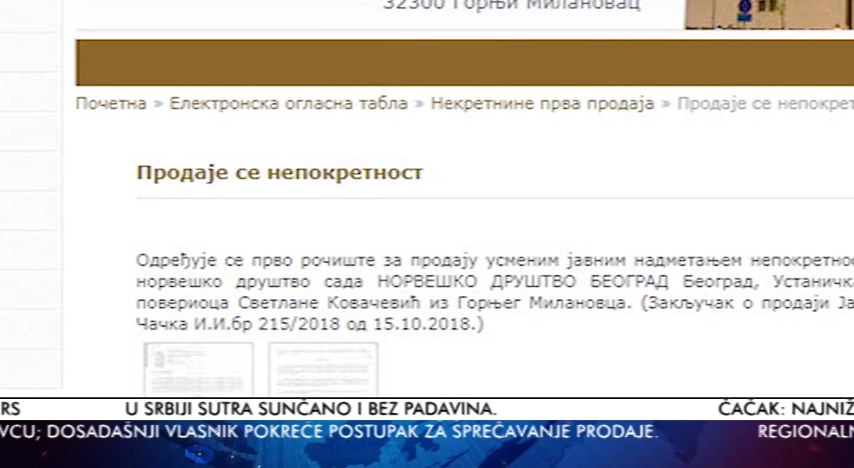 32300 Горњи Милановац
Почетна » Електронска огласна табла » Некретнине прва продаја » Продаје се непокрет
Продаје се непокретност
Одређује се прво рочиште за продају усменим јавним надметањем непокретнос
норвешко друштво сада НОРВЕШКО ДРУШТВО БЕОГРАД Београд, Устаничка
повериоца Светлане Ковачевић из Горњег Милановца. (Закључак о продаји Ја
Чачка И.И.бр 215/2018 од 15.10.2018.)
RS U SRBIJI SUTRA SUNČANO I BEZ PADAVINA. ČAČAK: NAJNIŽ
VCU; DOSADAŠNJI VLASNIK POKREĆE POSTUPAK ZA SPREČAVANJE PRODAJE. REGIONALN